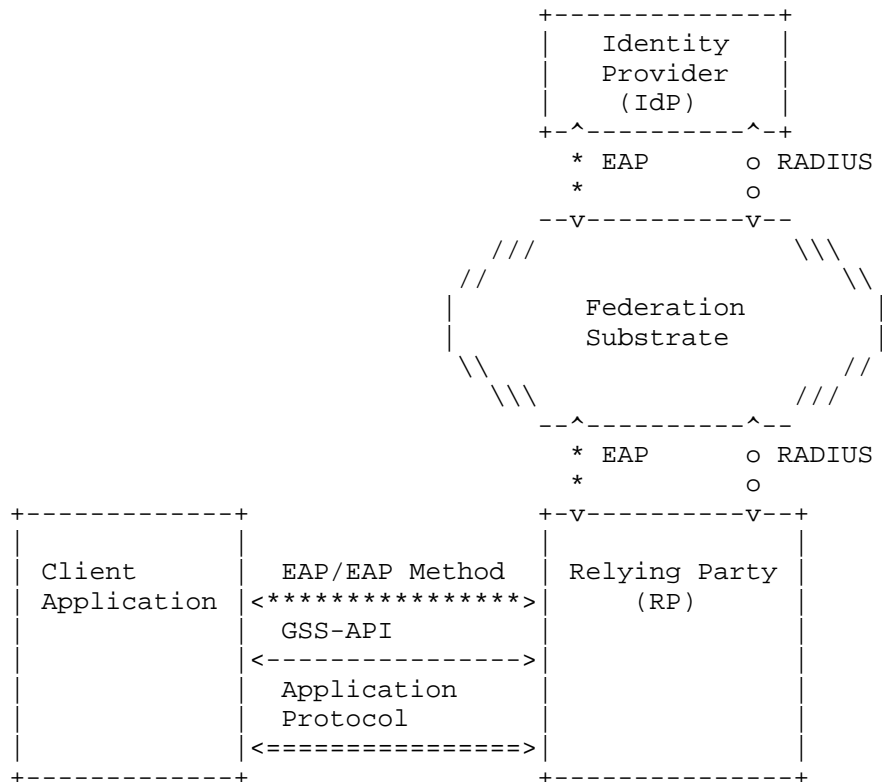 Identity
Provider
(IdP)
* EAP o RADIUS
* o
Federation
Substrate
* EAP o RADIUS
* o
Client EAP/EAP Method Relying Party
Application <****************> (RP)
GSS-API
<---------------->
Application
Protocol
<================>